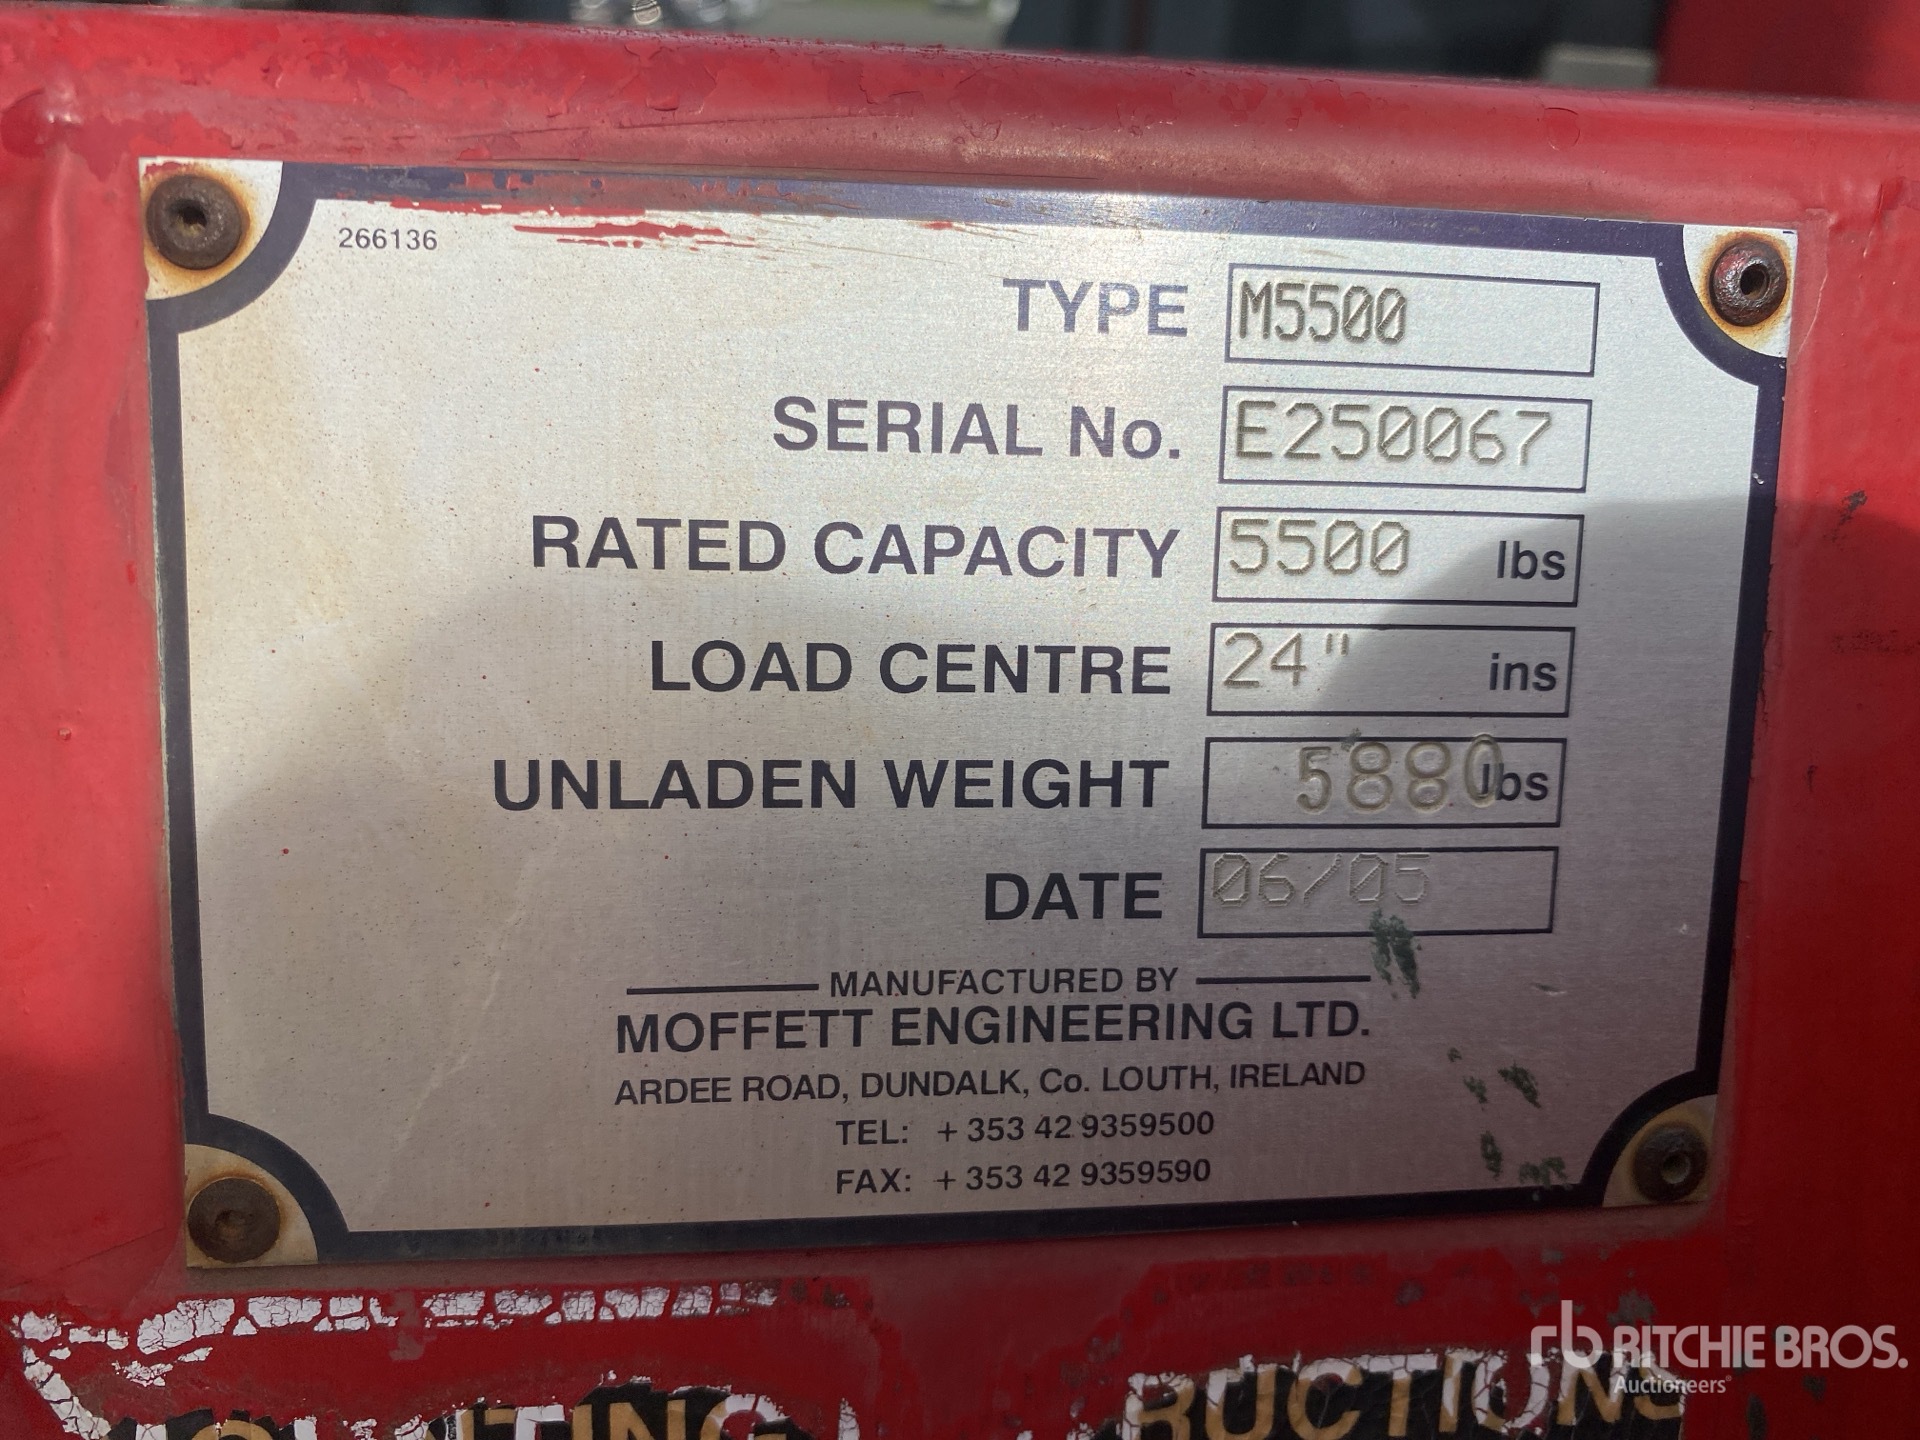 266136
TYPE M5500
SERIAL No. E250067
RATED CAPACITY 5500 lbs
LOAD CENTRE 24" ins
UNLADEN WEIGHT 5880 lbs
DATE 06/05
MANUFACTURED BY
MOFFETT ENGINEERING LTD.
ARDEE ROAD, DUNDALK, Co. LOUTH, IRELAND
TEL: + 353 42 9359500
FAX: + 353 42 9359590
rb RITCHIE BROS.
Auctioneers